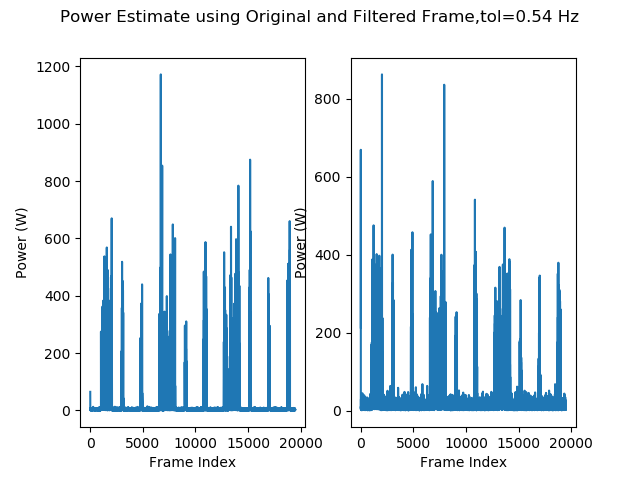 Power Estimate using Original and Filtered Frame,tol=0.54 Hz
1200
1000
800
600
400
200
0
Power (W)
0 5000 10000 15000 20000
Frame Index
800
600
400
200
0
Power (W)
0 5000 10000 15000 20000
Frame Index